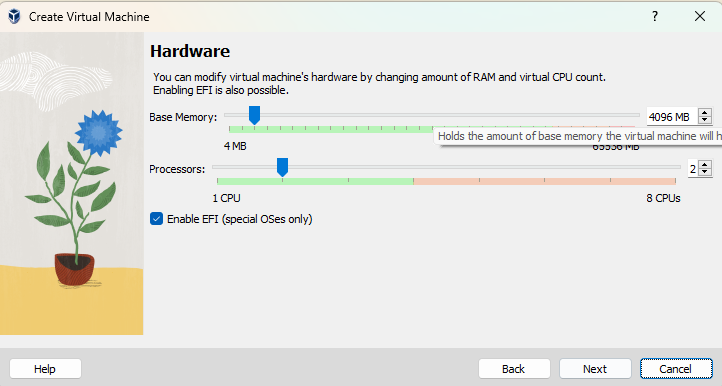 Create Virtual Machine
?
Hardware
You can modify virtual machine's hardware by changing amount of RAM and virtual CPU count.
Enabling EFI is also possible.
Base Memory:
4096 MB
Holds the amount of base memory the virtual machine will h
4 MB
65536 MB
Processors:
2
1 CPU
8 CPUs
Enable EFI (special OSes only)
Help
Back
Next
Cancel